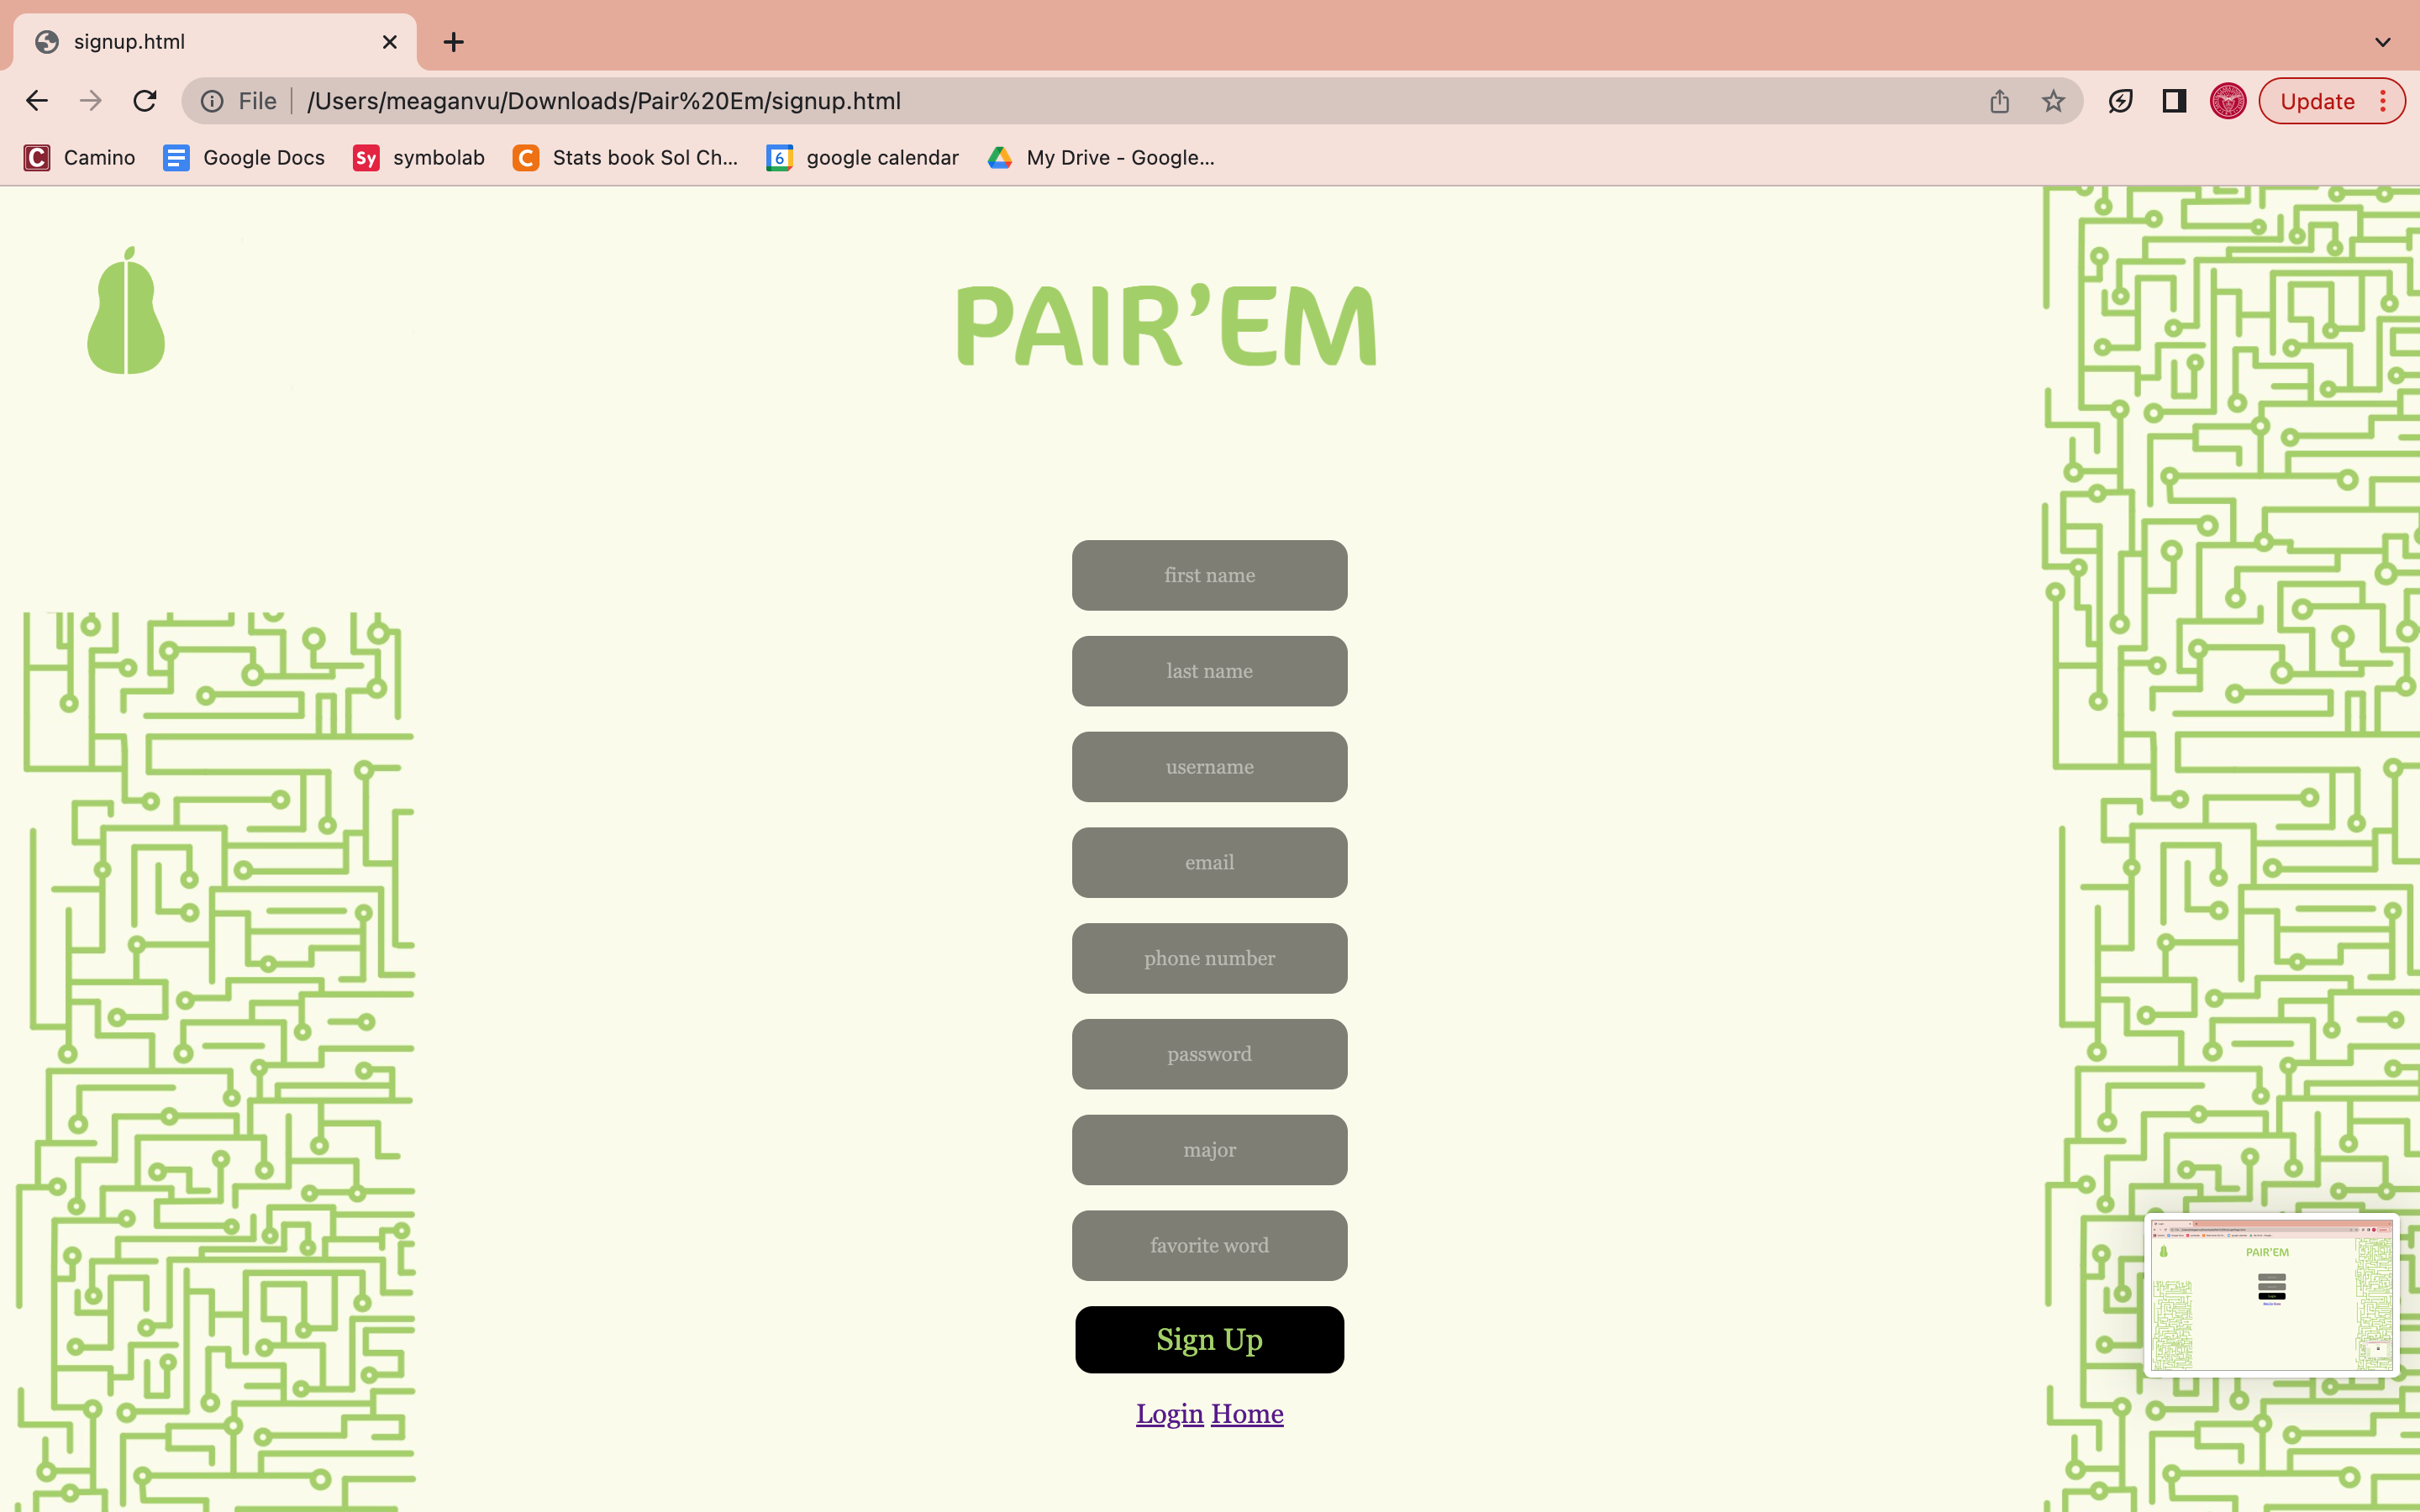 signup.html
File /Users/meaganvu/Downloads/Pair%20Em/signup.html Update
C Camino Google Docs Sy symbolab C Stats book Sol Ch... 6 google calendar My Drive - Google...
PAIR’EM
first name
last name
username
email
phone number
password
major
favorite word
Sign Up
Login Home
PAIR'EM